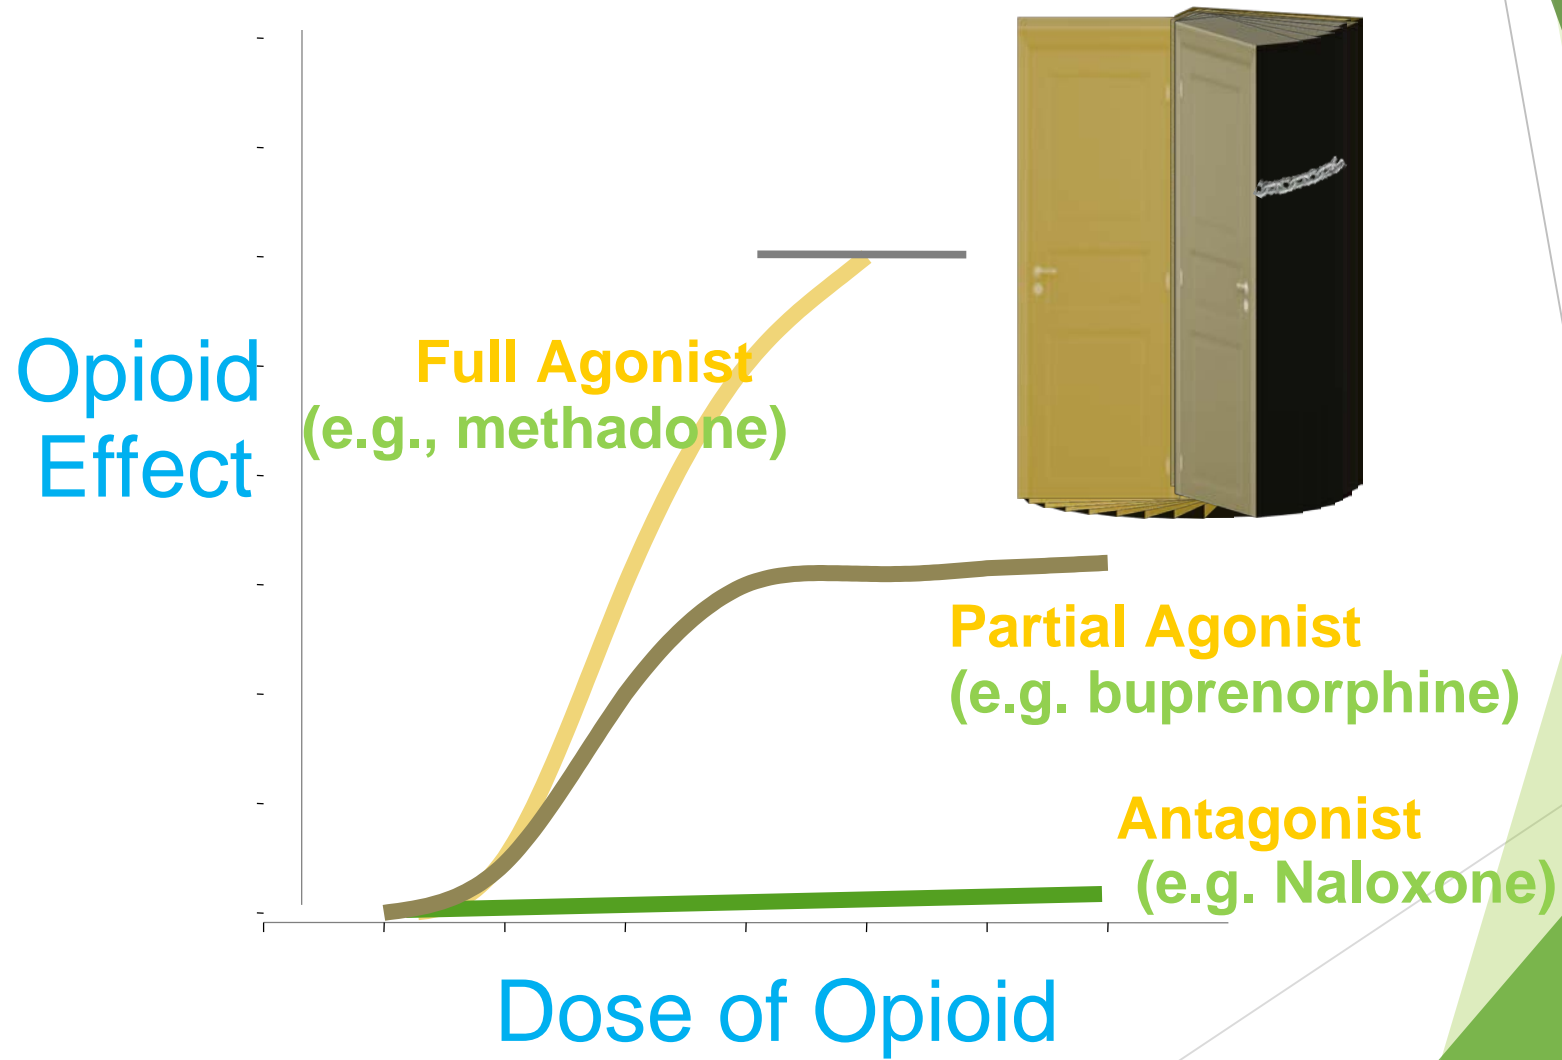 Opioid
Effect
Full Agonist
(e.g., methadone)
Partial Agonist
(e.g. buprenorphine)
Antagonist
(e.g. Naloxone)
Dose of Opioid